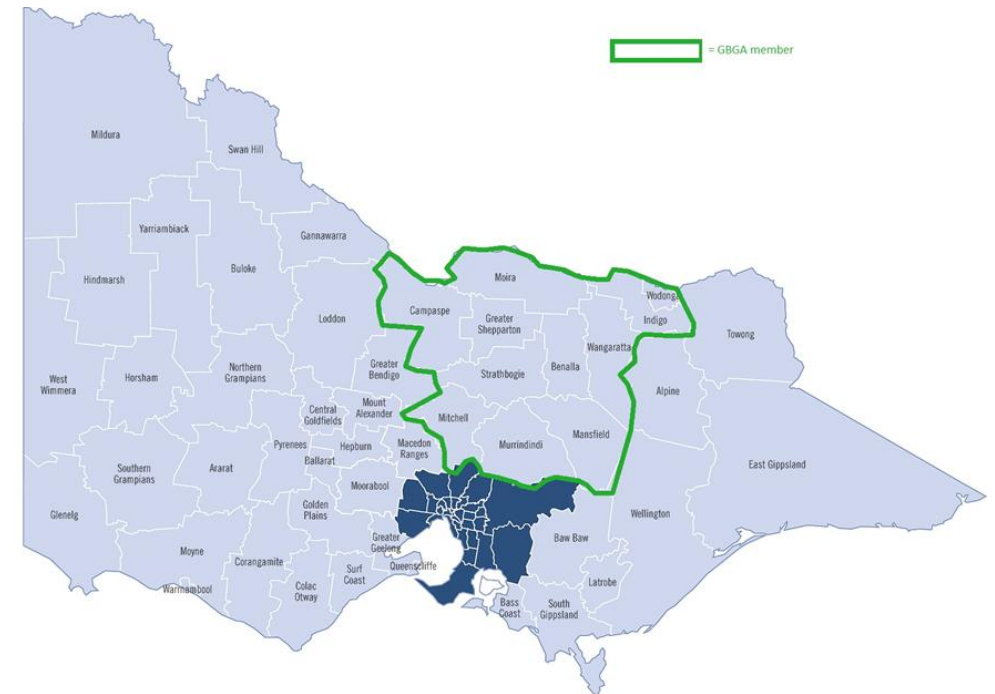 = GBGA member
Mildura
Swan Hill
Yarriambiack
Gannawarra
Hindmarsh
Buloke
Moira
Wodonga
Campaspe
Loddon
Greater
Shepparton
Indigo
Towong
Wangaratta
Greater
Bendigo
Strathbogie
Benalla
West
Wimmera
Horsham
Northern
Grampians
Alpine
Mount
Alexander
Central
Goldfields
Mitchell
Mansfield
Pyrenees
Hepburn
Macedon
Ranges
Murrindindi
Ballarat
Southern
Grampians
Ararat
East Gippsland
Moorabool
Glenelg
Golden
Plains
Wellington
Greater
Geelong
Baw Baw
Moyne
Corangamite
Queenscliffe
Surf
Coast
Warrnambool
Colac
Otway
Latrobe
Bass
Coast
South
Gippsland